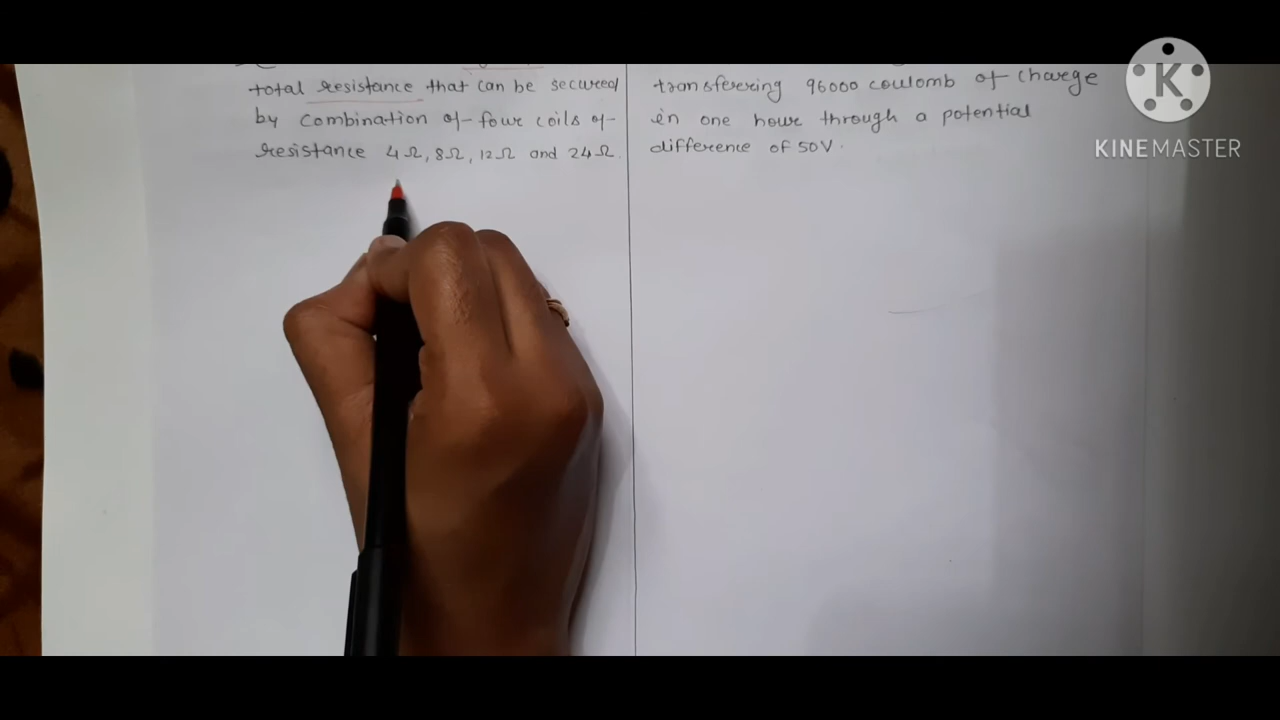 total resistance that can be secured
by combination of four coils of
resistance 4Ω, 8Ω, 12Ω and 24Ω.
transfering 96000 coulomb of charge
in one hour through a potential
difference of 50V.
K
KINEMASTER